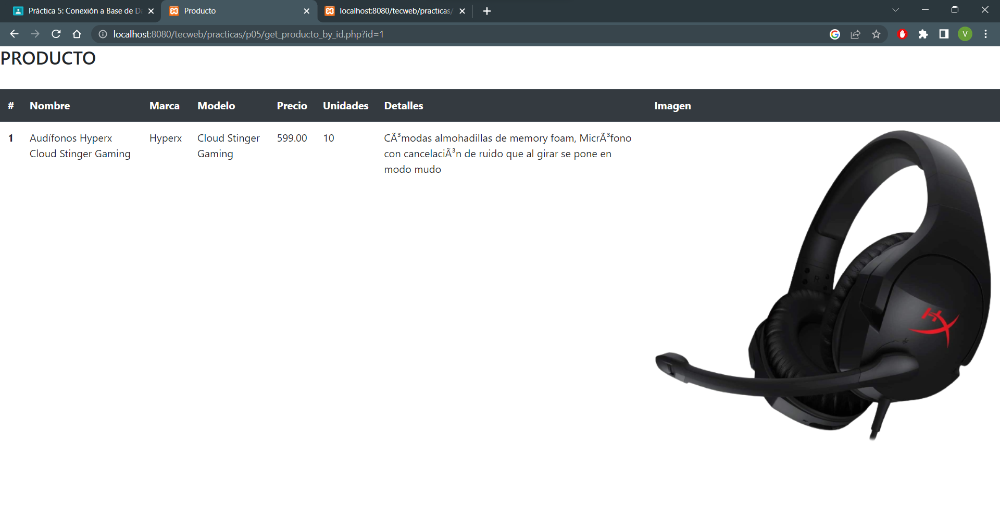 Práctica 5: Conexión a Base de Da
Producto
localhost:8080/tecweb/practicas/
localhost:8080/tecweb/practicas/p05/get_producto_by_id.php?id=1
V
PRODUCTO
# Nombre Marca Modelo Precio Unidades Detalles Imagen
1 Audífonos Hyperx Hyperx Cloud Stinger 599.00 10 CÃ³modas almohadillas de memory foam, MicrÃ³fono
Cloud Stinger Gaming Gaming con cancelaciÃ³n de ruido que al girar se pone en
modo mudo
R
HX